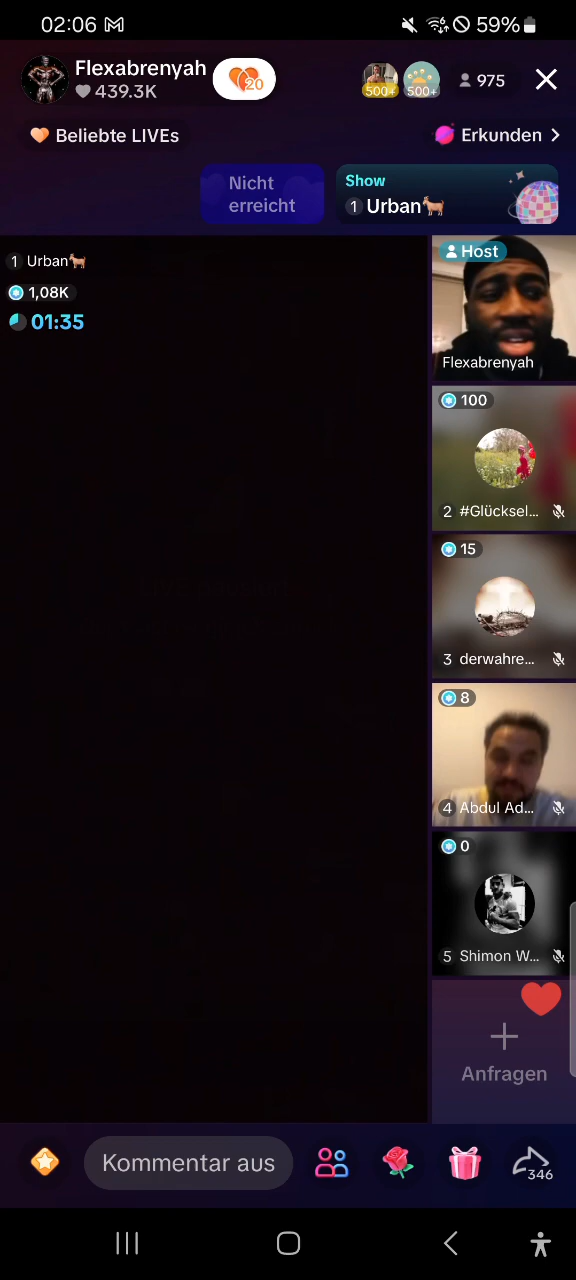 02:06
59%
Flexabrenyah
439.3K
20
500+
500+
975
Beliebte LIVEs
Erkunden
Nicht
erreicht
Show
1 Urban🐐
1 Urban🐐
1,08K
01:35
Host
Flexabrenyah
100
2 #Glücksel...
15
3 derwahre...
8
4 Abdul Ad...
0
5 Shimon W...
Anfragen
Kommentar aus
346